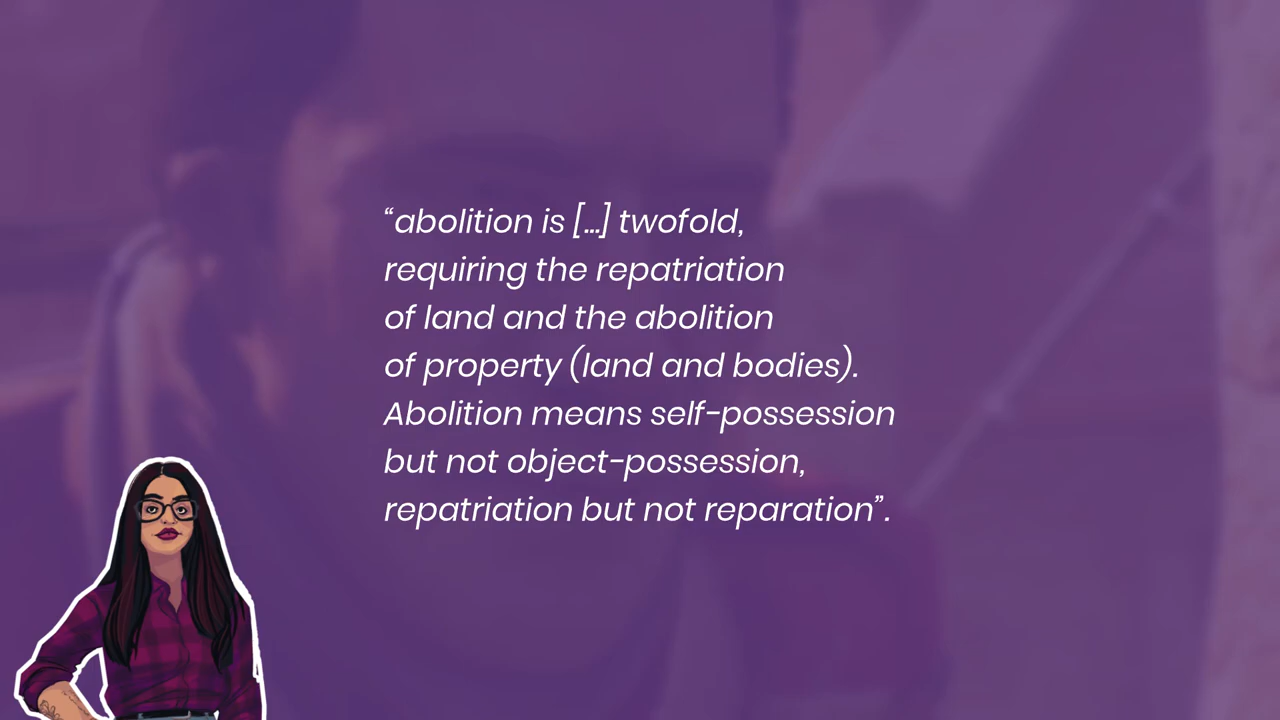 “abolition is [...] twofold,
requiring the repatriation
of land and the abolition
of property (land and bodies).
Abolition means self-possession
but not object-possession,
repatriation but not reparation”.